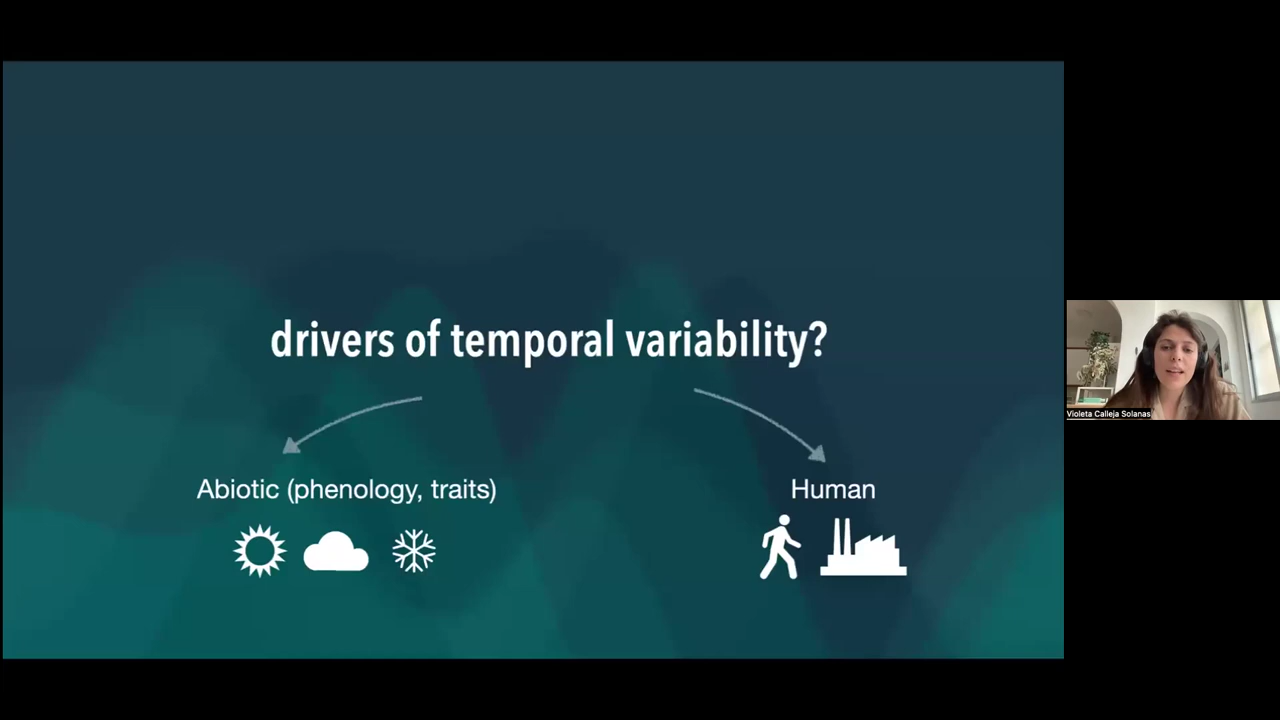 drivers of temporal variability?
Abiotic (phenology, traits)
Human
Violeta Calleja Solanas